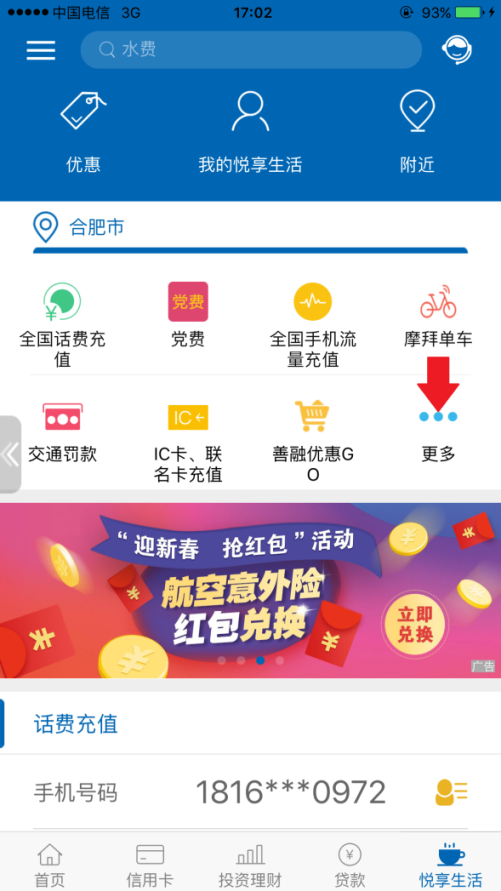 中国电信 3G 17:02 93%
水费
优惠 我的悦享生活 附近
合肥市
党费
全国话费充 党费 全国手机流 摩拜单车
值 量充值
IC
交通罚款 IC卡、联 善融优惠G 更多
名卡充值 O
“迎新春 抢红包”活动
航空意外险
红包兑换
立即
兑换
广告
话费充值
手机号码 1816***0972
首页 信用卡 投资理财 贷款 悦享生活